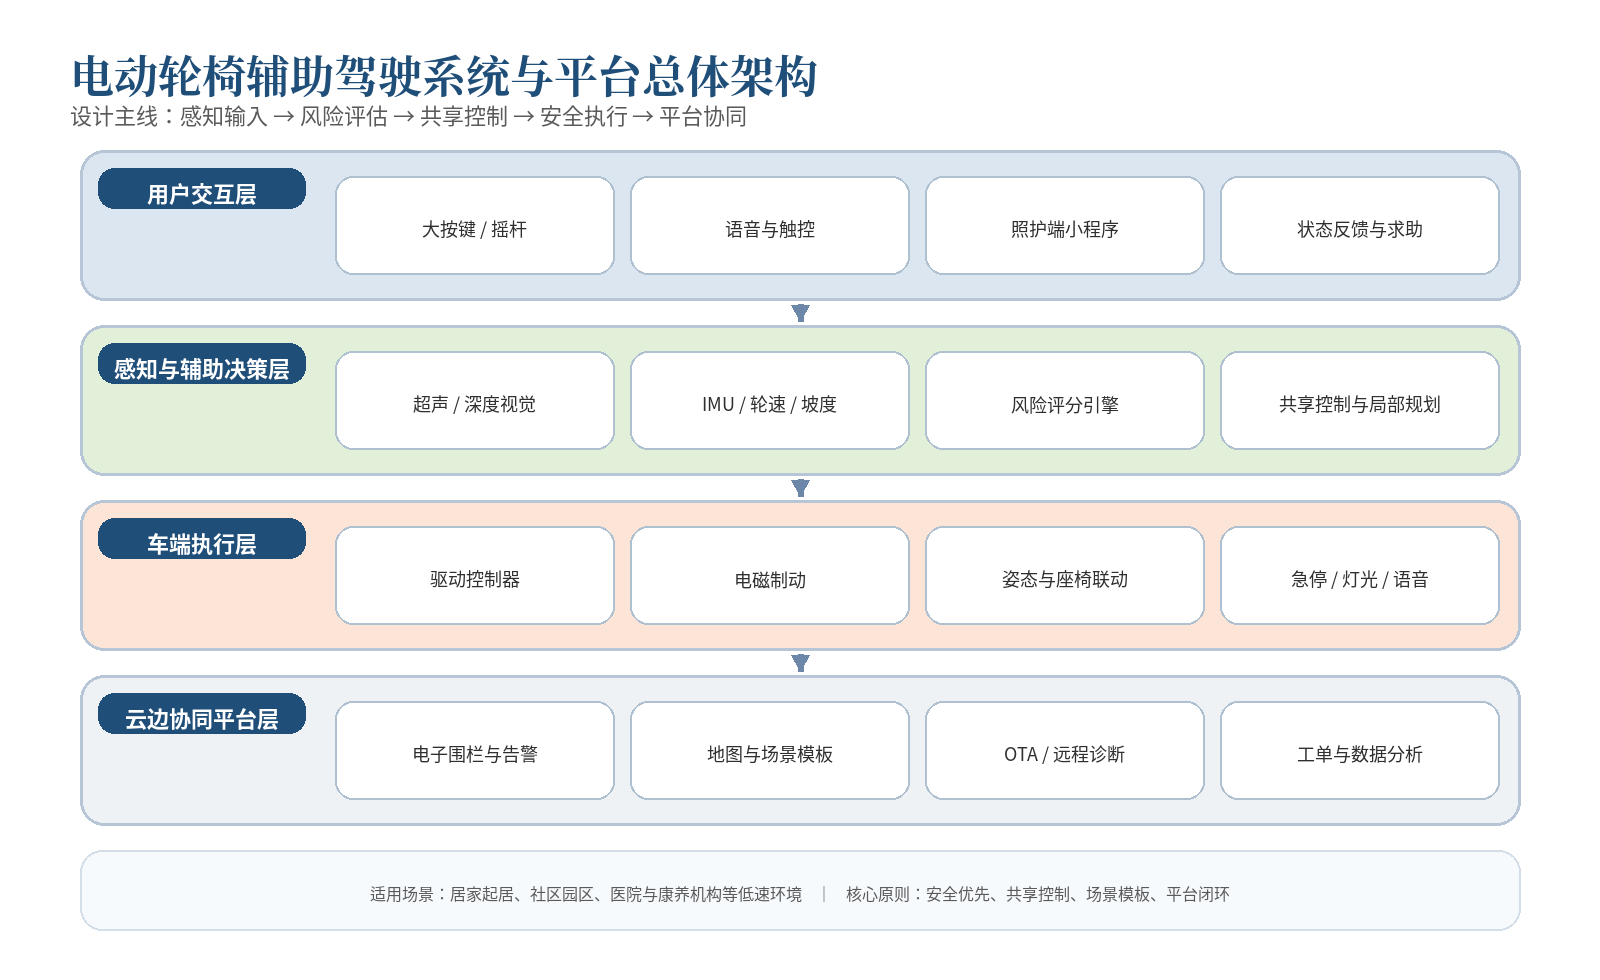 电动轮椅辅助驾驶系统与平台总体架构
设计主线：感知输入 → 风险评估 → 共享控制 → 安全执行 → 平台协同
用户交互层
大按键 / 摇杆
语音与触控
照护端小程序
状态反馈与求助
感知与辅助决策层
超声 / 深度视觉
IMU / 轮速 / 坡度
风险评分引擎
共享控制与局部规划
车端执行层
驱动控制器
电磁制动
姿态与座椅联动
急停 / 灯光 / 语音
云边协同平台层
电子围栏与告警
地图与场景模板
OTA / 远程诊断
工单与数据分析
适用场景：居家起居、社区园区、医院与康养机构等低速环境 | 核心原则：安全优先、共享控制、场景模板、平台闭环